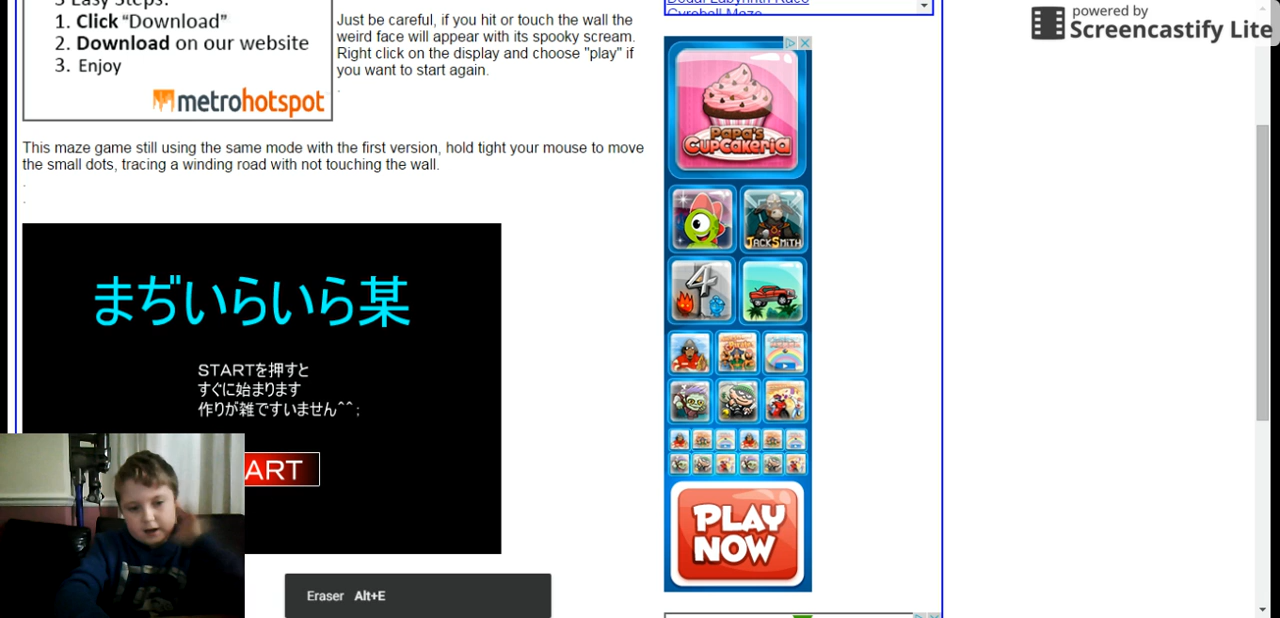 1. Click “Download”
2. Download on our website
3. Enjoy
metrohotspot
Just be careful, if you hit or touch the wall the
weird face will appear with its spooky scream.
Right click on the display and choose "play" if
you want to start again.
.
This maze game still using the same mode with the first version, hold tight your mouse to move
the small dots, tracing a winding road with not touching the wall.
.
.
まぢいらいら某
STARTを押すと
すぐに始まります
作りが雑ですいません^^;
ART
Eraser Alt+E
Papa's
Cupcakeria
JackSmith
4
PLAY
NOW
powered by
Screencastify Lite